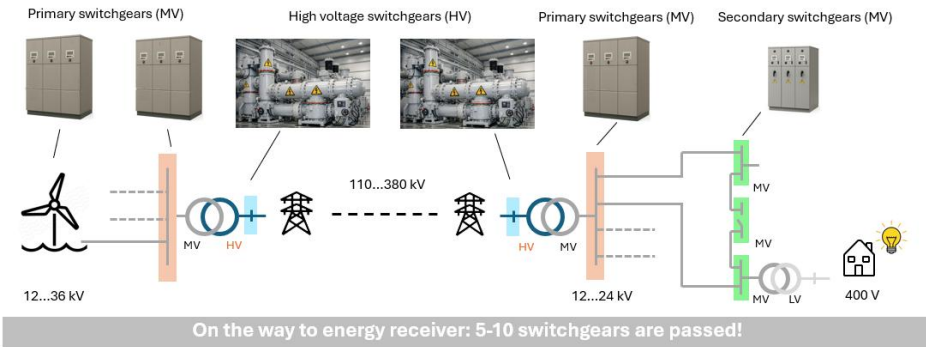 Primary switchgears (MV)
High voltage switchgears (HV)
Primary switchgears (MV)
Secondary switchgears (MV)
110...380 kV
MV
HV
HV
MV
MV
MV
MV
LV
12...36 kV
12...24 kV
400 V
On the way to energy receiver: 5-10 switchgears are passed!